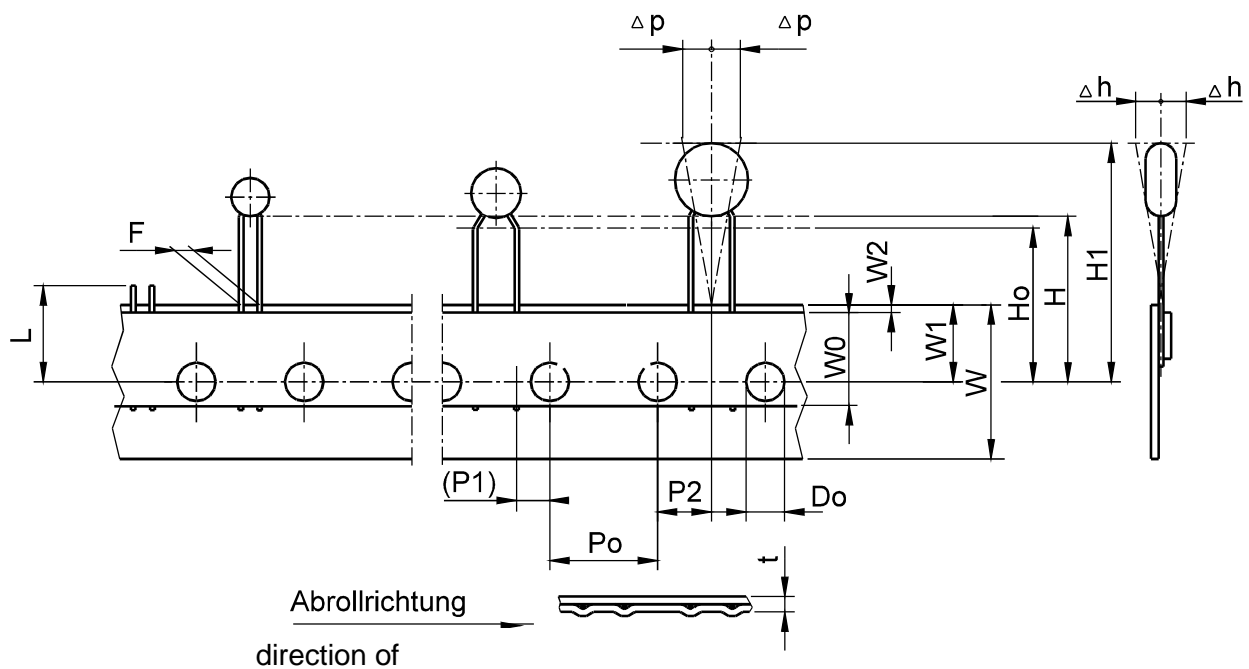 △p △p
△h △h
F
W2
Ho
H
H1
L
W0
W1
W
(P1)
P2
Do
Po
t
Abrollrichtung
direction of